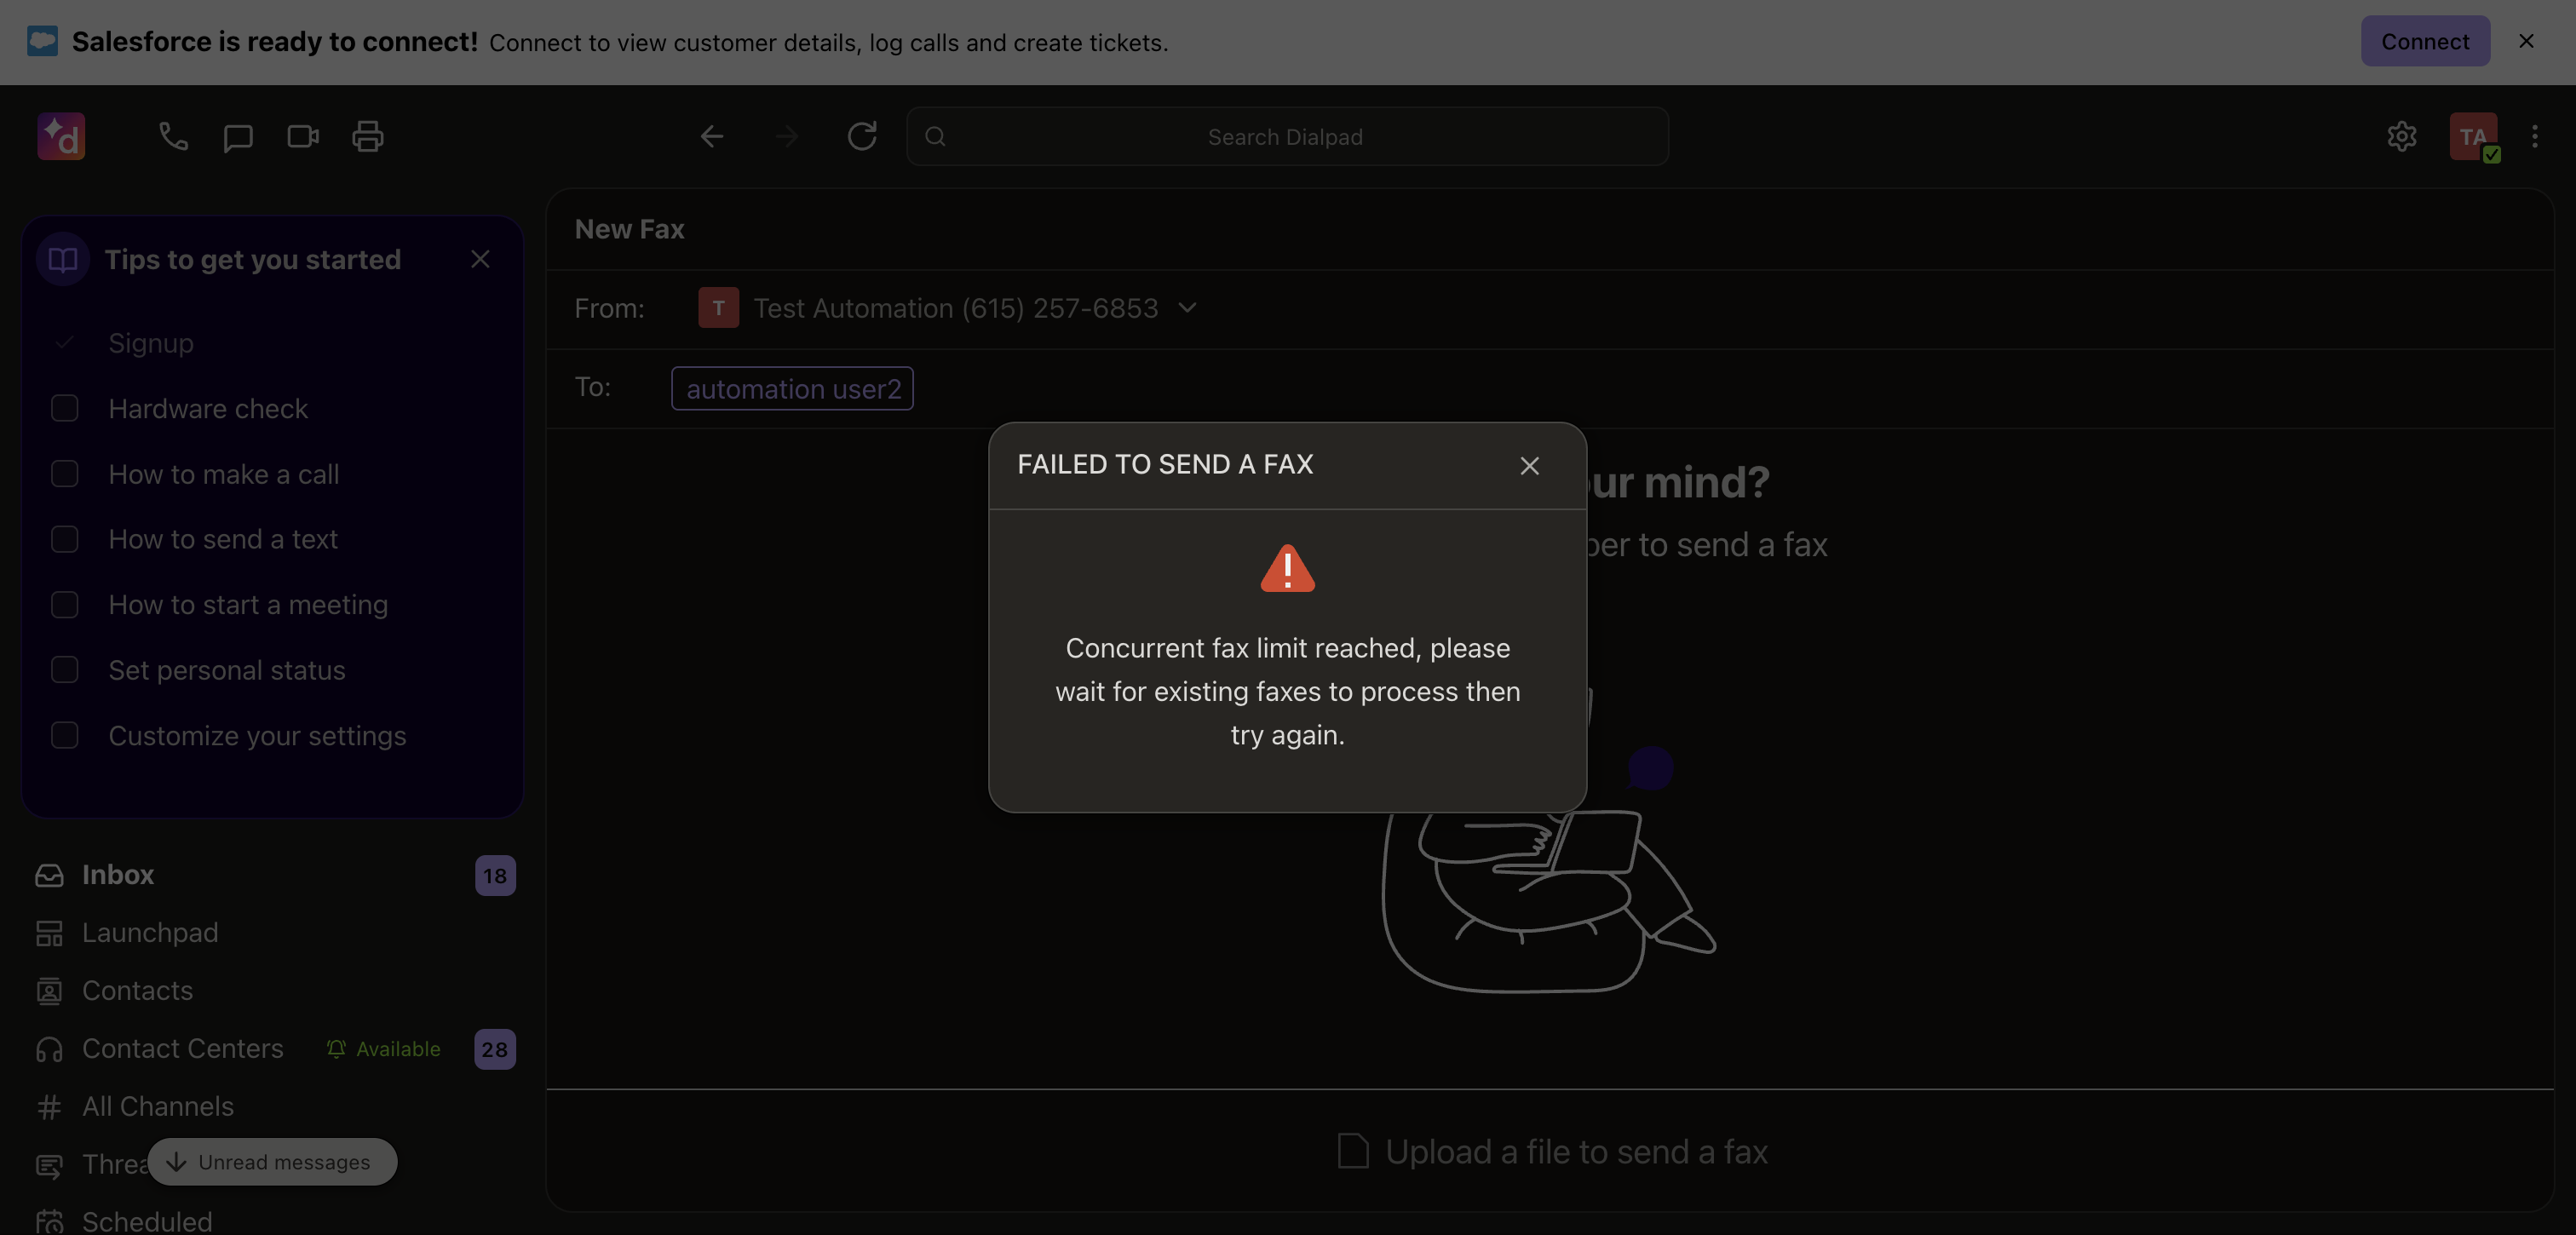 Salesforce is ready to connect! Connect to view customer details, log calls and create tickets.
Connect
d
Search Dialpad
TA
Tips to get you started
Signup
Hardware check
How to make a call
How to send a text
How to start a meeting
Set personal status
Customize your settings
Inbox 18
Launchpad
Contacts
Contact Centers Available 28
All Channels
Unread messages
Scheduled
New Fax
From: T Test Automation (615) 257-6853
To: automation user2
mind?
to send a fax
FAILED TO SEND A FAX
Concurrent fax limit reached, please
wait for existing faxes to process then
try again.
Upload a file to send a fax